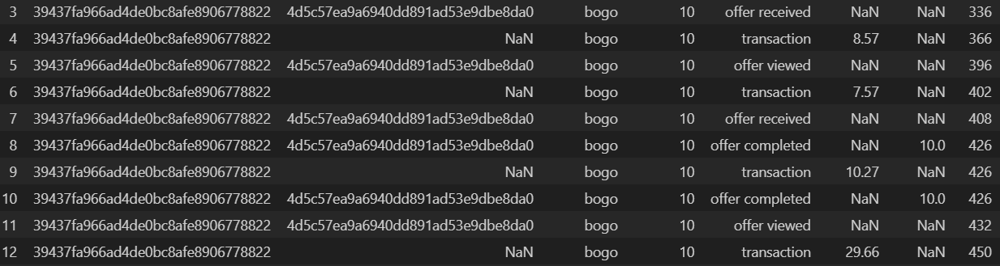 3 39437fa966ad4de0bc8afe8906778822 4d5c57ea9a6940dd891ad53e9dbe8da0 bogo 10 offer received NaN NaN 336
4 39437fa966ad4de0bc8afe8906778822 NaN bogo 10 transaction 8.57 NaN 366
5 39437fa966ad4de0bc8afe8906778822 4d5c57ea9a6940dd891ad53e9dbe8da0 bogo 10 offer viewed NaN NaN 396
6 39437fa966ad4de0bc8afe8906778822 NaN bogo 10 transaction 7.57 NaN 402
7 39437fa966ad4de0bc8afe8906778822 4d5c57ea9a6940dd891ad53e9dbe8da0 bogo 10 offer received NaN NaN 408
8 39437fa966ad4de0bc8afe8906778822 4d5c57ea9a6940dd891ad53e9dbe8da0 bogo 10 offer completed NaN 10.0 426
9 39437fa966ad4de0bc8afe8906778822 NaN bogo 10 transaction 10.27 NaN 426
10 39437fa966ad4de0bc8afe8906778822 4d5c57ea9a6940dd891ad53e9dbe8da0 bogo 10 offer completed NaN 10.0 426
11 39437fa966ad4de0bc8afe8906778822 4d5c57ea9a6940dd891ad53e9dbe8da0 bogo 10 offer viewed NaN NaN 432
12 39437fa966ad4de0bc8afe8906778822 NaN bogo 10 transaction 29.66 NaN 450